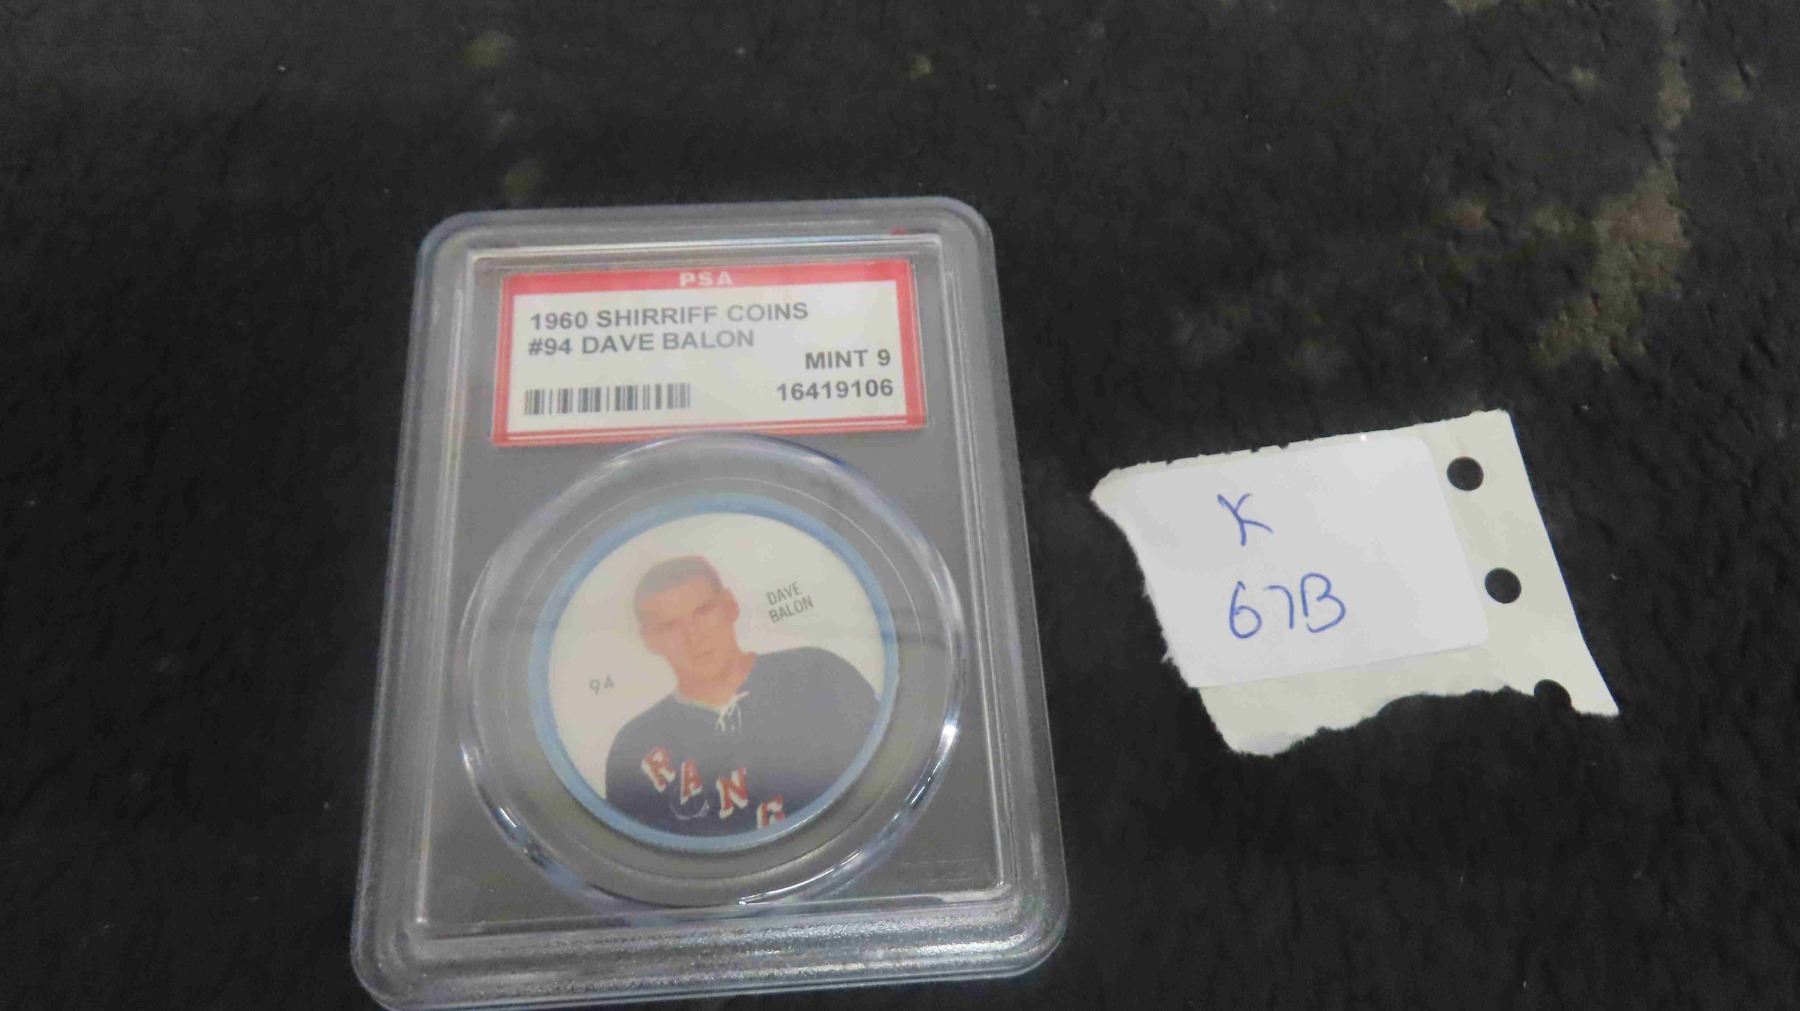 PSA
1960 SHIRRIFF COINS
#94 DAVE BALON
MINT 9
16419106
DAVE
BALON
94
RANG
K
67B